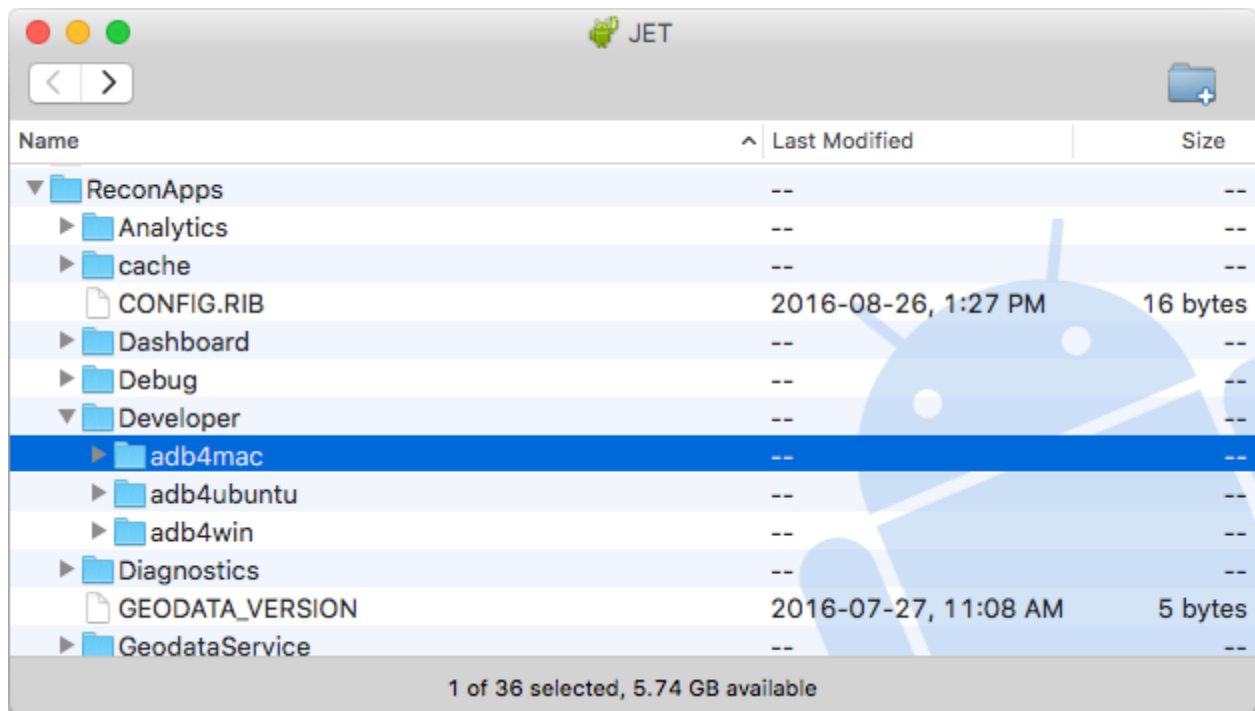 JET
Name Last Modified Size
ReconApps -- --
Analytics -- --
cache -- --
CONFIG.RIB 2016-08-26, 1:27 PM 16 bytes
Dashboard -- --
Debug -- --
Developer -- --
adb4mac -- --
adb4ubuntu -- --
adb4win -- --
Diagnostics -- --
GEODATA_VERSION 2016-07-27, 11:08 AM 5 bytes
GeodataService -- --
1 of 36 selected, 5.74 GB available